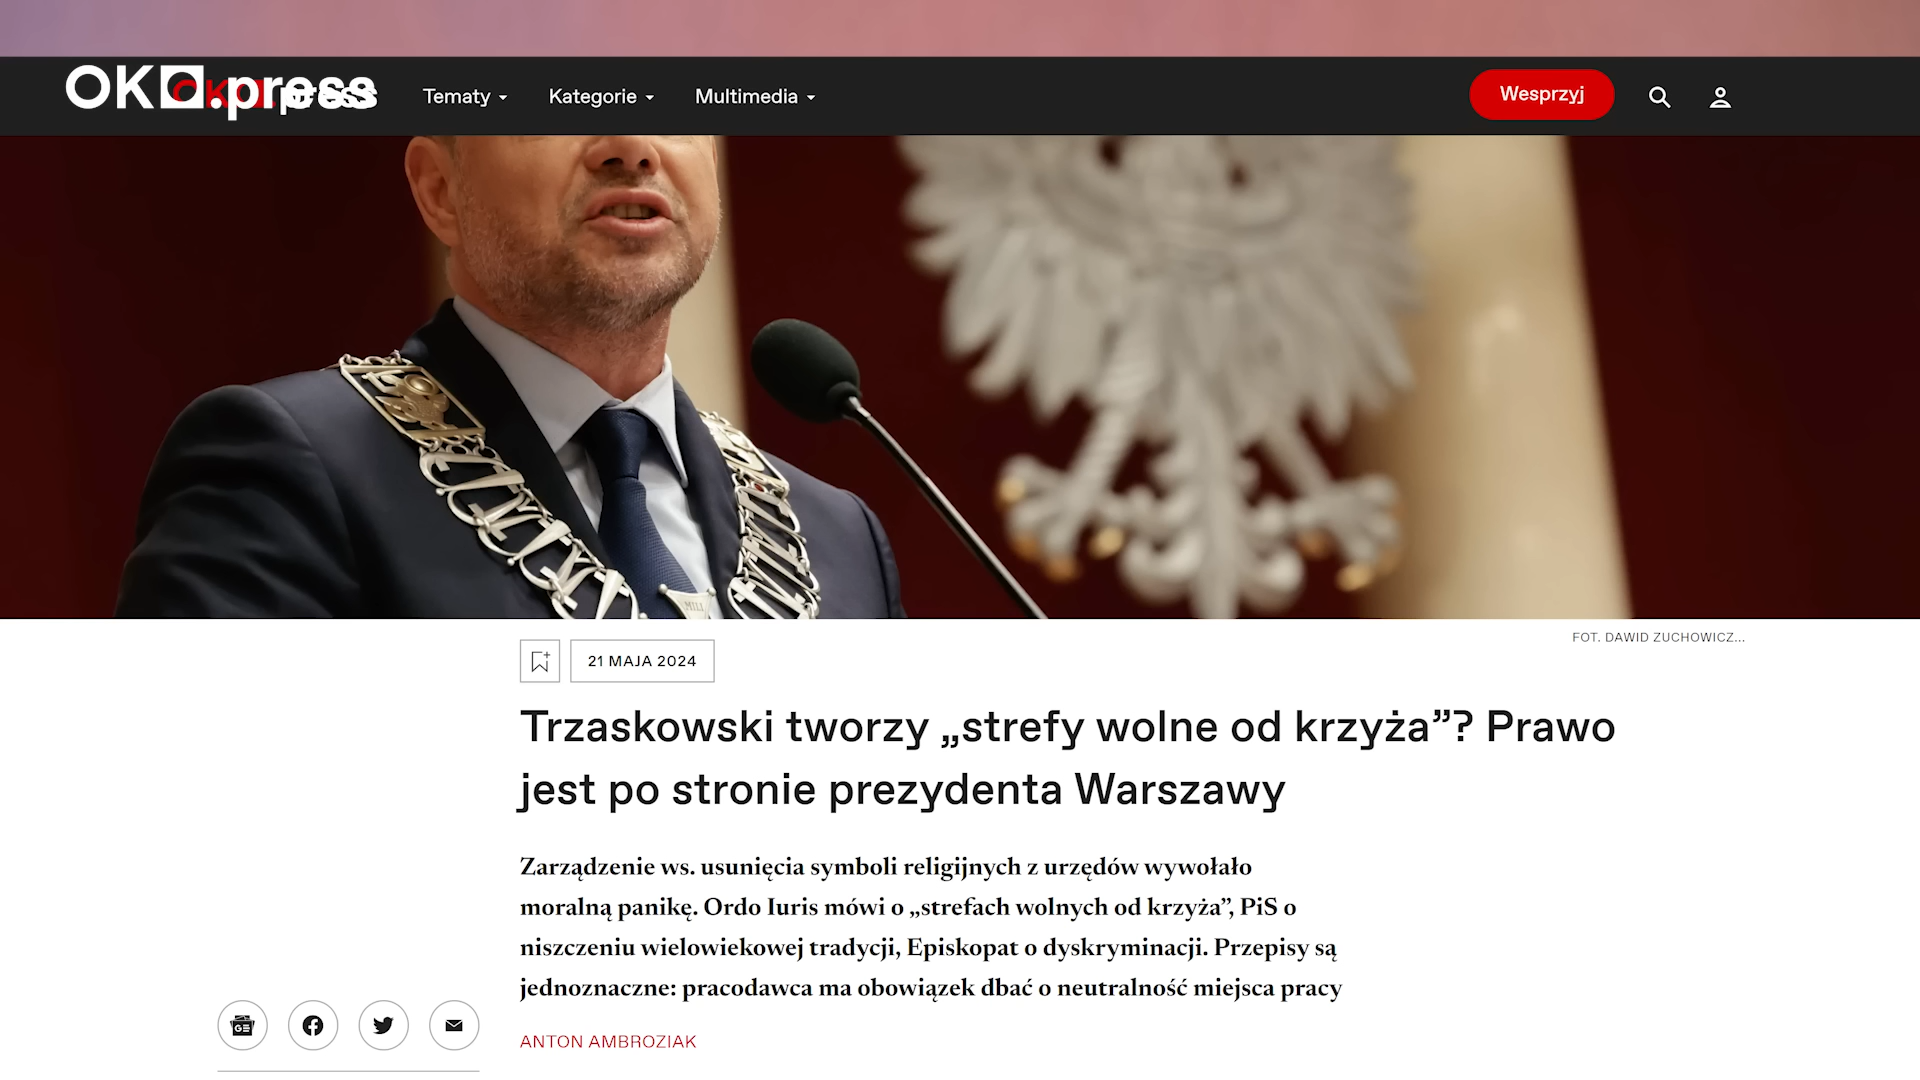 OKO.press
Tematy
Kategorie
Multimedia
Wesprzyj
FOT. DAWID ZUCHOWICZ...
21 MAJA 2024
Trzaskowski tworzy „strefy wolne od krzyża”? Prawo
jest po stronie prezydenta Warszawy
Zarządzenie ws. usunięcia symboli religijnych z urzędów wywołało
moralną panikę. Ordo Iuris mówi o „strefach wolnych od krzyża”, PiS o
niszczeniu wielowiekowej tradycji, Episkopat o dyskryminacji. Przepisy są
jednoznaczne: pracodawca ma obowiązek dbać o neutralność miejsca pracy
ANTON AMBROZIAK